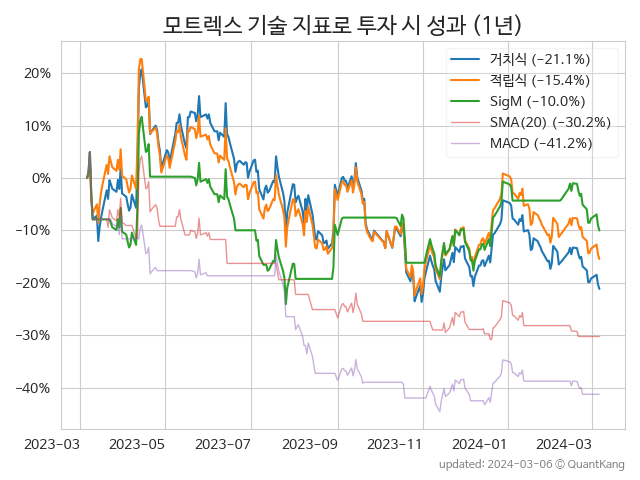 모트렉스 기술 지표로 투자 시 성과 (1년)
거치식 (−21.1%)
적립식 (−15.4%)
SigM (−10.0%)
SMA(20) (−30.2%)
MACD (−41.2%)
20%
10%
0%
−10%
−20%
−30%
−40%
2023−03 2023−05 2023−07 2023−09 2023−11 2024−01 2024−03
updated: 2024-03-06 ⓒ QuantKang